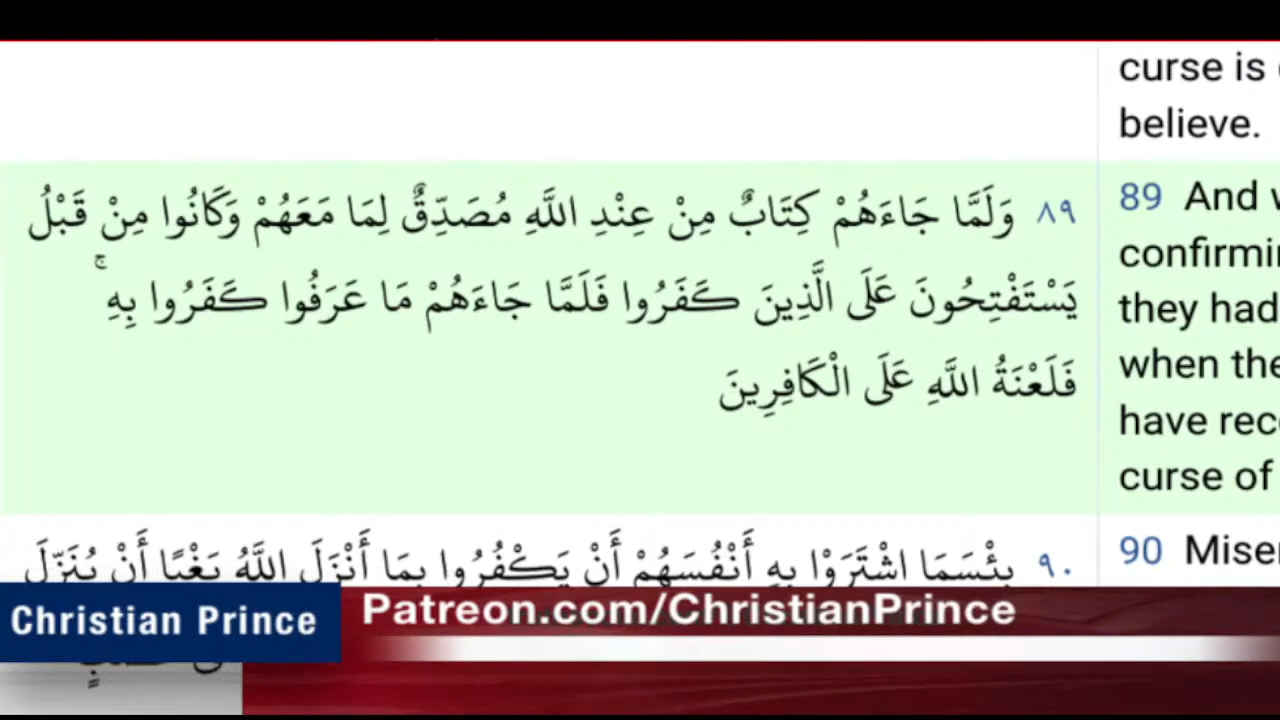 curse is
believe.
٨٩ وَلَمَّا جَاءَهُمْ كِتَابٌ مِنْ عِنْدِ اللَّهِ مُصَدِّقٌ لِمَا مَعَهُمْ وَكَانُوا مِنْ قَبْلُ
يَسْتَفْتِحُونَ عَلَى الَّذِينَ كَفَرُوا فَلَمَّا جَاءَهُمْ مَا عَرَفُوا كَفَرُوا بِهِ ۚ
فَلَعْنَةُ اللَّهِ عَلَى الْكَافِرِينَ
89 And
confirmin
they had
when the
have rec
curse of
٩٠ بِئْسَمَا اشْتَرَوْا بِهِ أَنْفُسَهُمْ أَنْ يَكْفُرُوا بِمَا أَنْزَلَ اللَّهُ بَغْيًا أَنْ يُنَزِّلَ
90 Miser
Christian Prince
Patreon.com/ChristianPrince